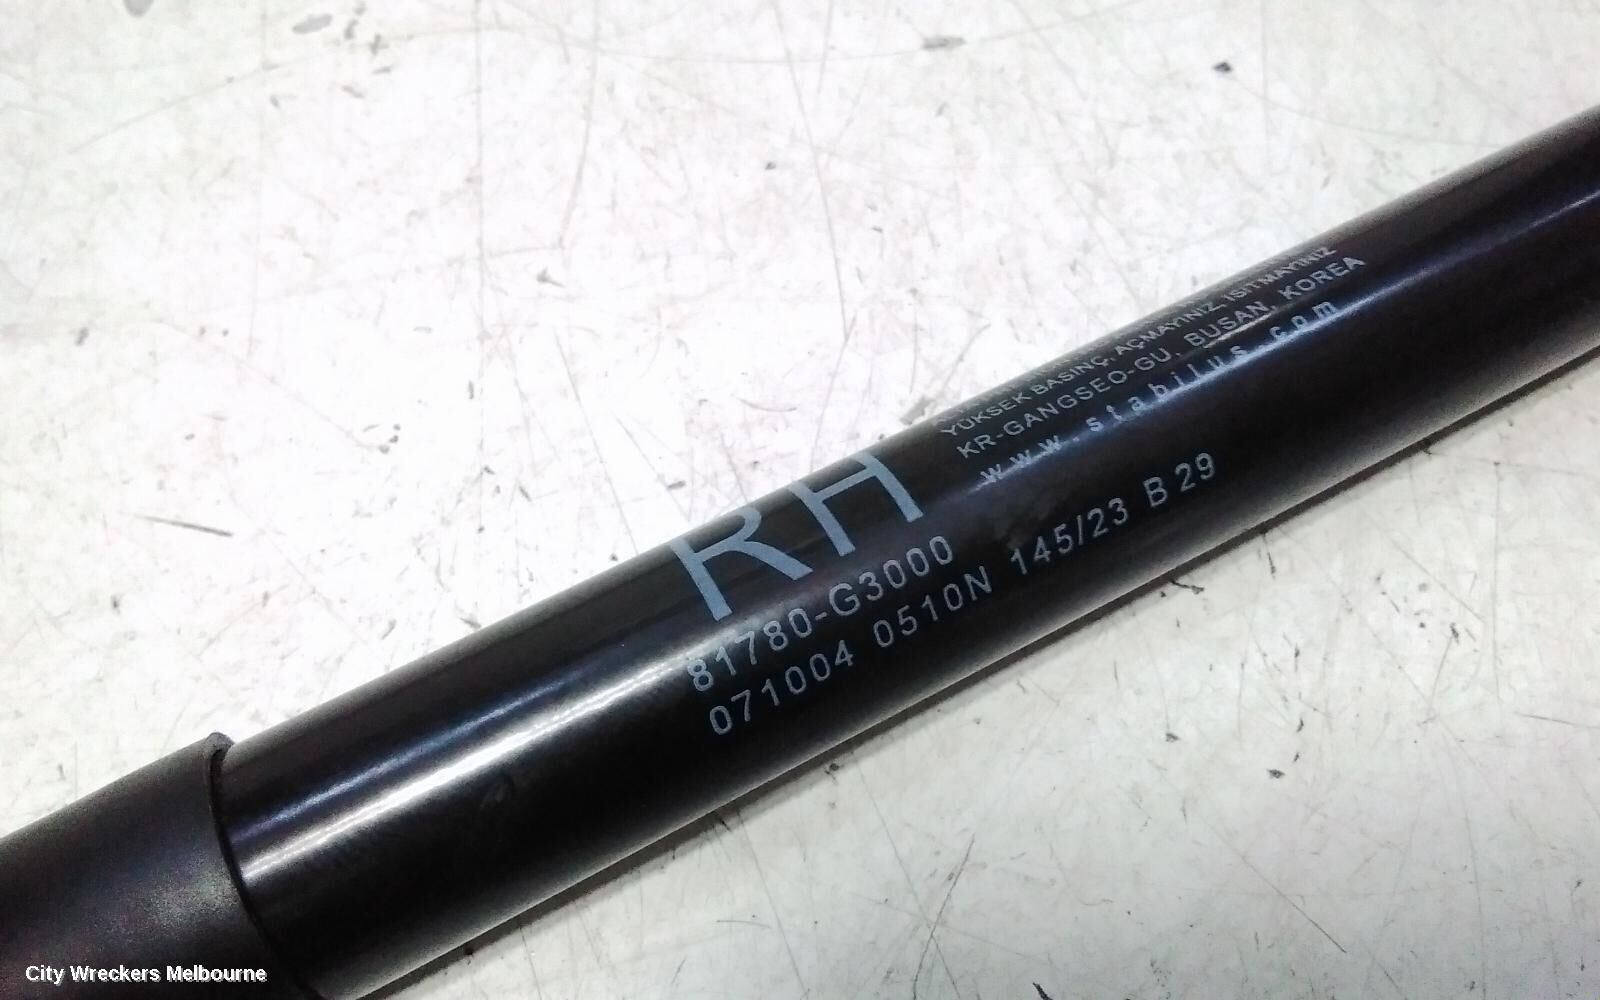 YÜKSEK BASINÇ, AÇMAYINIZ, ISITMAYINIZ
KR-GANGSEO-GU, BUSAN, KOREA
www.stabilus.com
RH
81780-G3000
071004 0510N 145/23 B 29
City Wreckers Melbourne